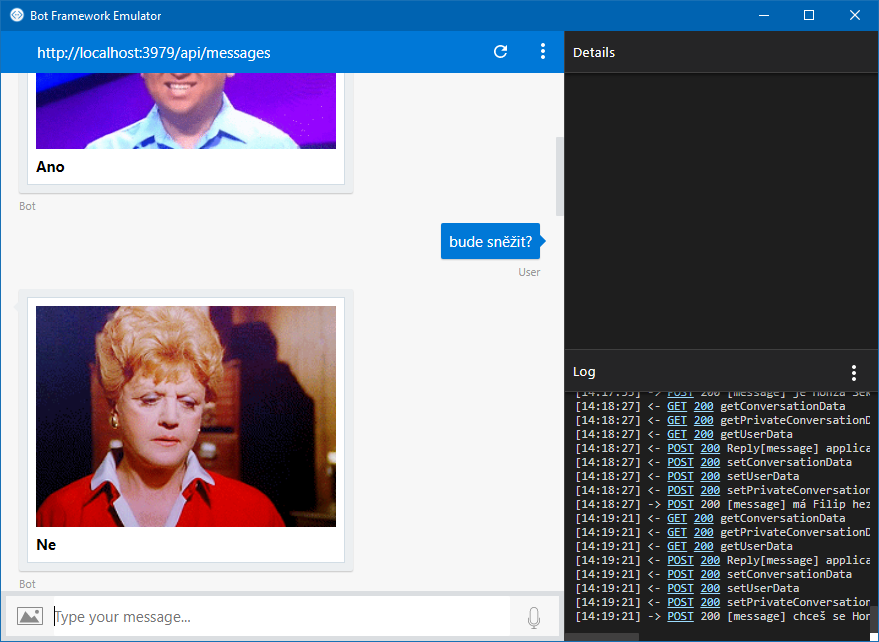 Bot Framework Emulator
http://localhost:3979/api/messages
Ano
Bot
bude sněžit?
User
Ne
Bot
Type your message...
Details
Log
[14:17:55] -> POST 200 [message] je Honza
[14:18:27] <- GET 200 getConversationData
[14:18:27] <- GET 200 getPrivateConversationD
[14:18:27] <- GET 200 getUserData
[14:18:27] <- POST 200 Reply[message] applica
[14:18:27] <- POST 200 setConversationData
[14:18:27] <- POST 200 setUserData
[14:18:27] <- POST 200 setPrivateConversation
[14:18:27] -> POST 200 [message] má Filip hez
[14:19:21] <- GET 200 getConversationData
[14:19:21] <- GET 200 getPrivateConversationD
[14:19:21] <- GET 200 getUserData
[14:19:21] <- POST 200 Reply[message] applica
[14:19:21] <- POST 200 setConversationData
[14:19:21] <- POST 200 setUserData
[14:19:21] <- POST 200 setPrivateConversation
[14:19:21] -> POST 200 [message] chceš se Hon